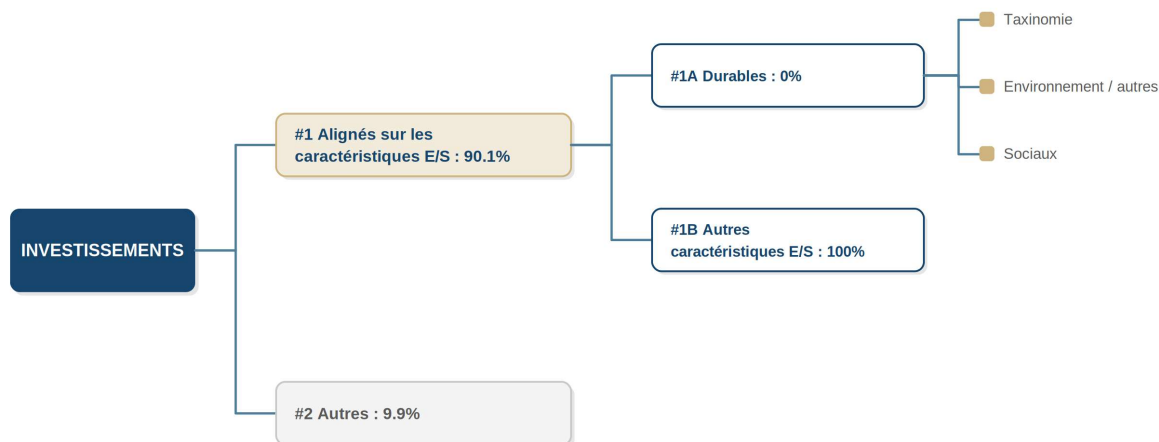 INVESTISSEMENTS
#1 Alignés sur les
caractéristiques E/S : 90.1%
#2 Autres : 9.9%
#1A Durables : 0%
#1B Autres
caractéristiques E/S : 100%
Taxinomie
Environnement / autres
Sociaux